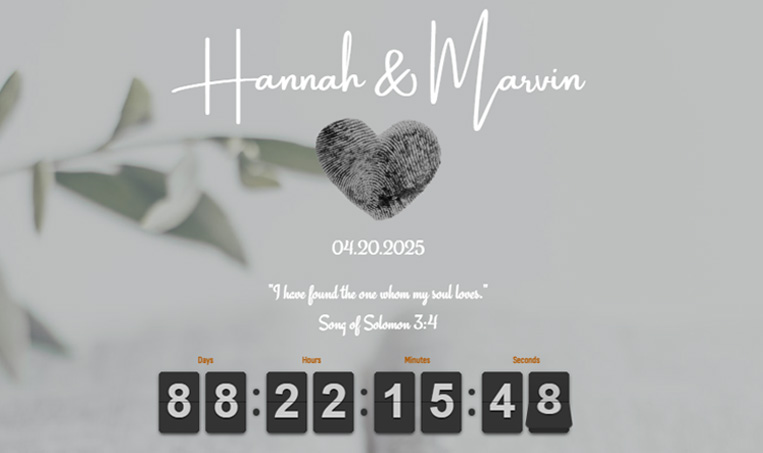 Hannah & Marvin
04.20.2025
"I have found the one whom my soul loves."
Song of Solomon 3:4
Days Hours Minutes Seconds
88:22:15:48